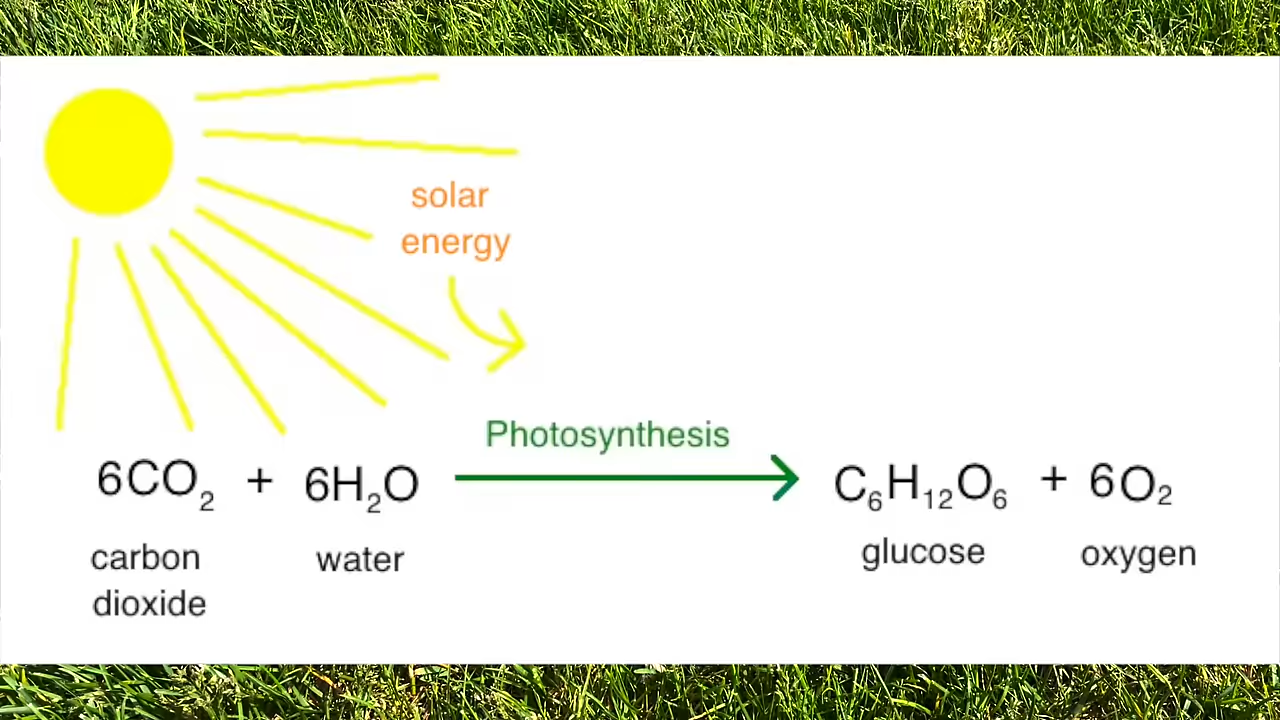 solar
energy
Photosynthesis
6CO₂ + 6H₂O → C₆H₁₂O₆ + 6O₂
carbon dioxide water glucose oxygen